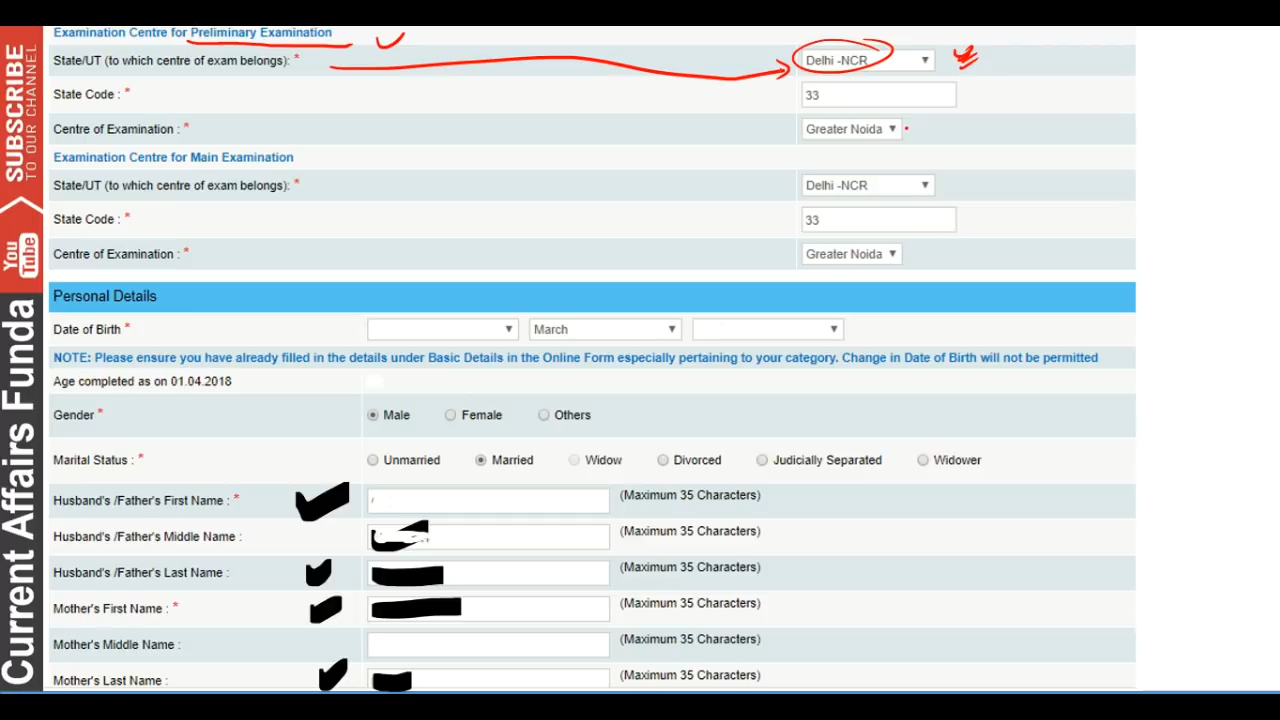 Examination Centre for Preliminary Examination
State/UT (to which centre of exam belongs): * Delhi -NCR
State Code : * 33
Centre of Examination : * Greater Noida
Examination Centre for Main Examination
State/UT (to which centre of exam belongs): * Delhi -NCR
State Code : * 33
Centre of Examination : * Greater Noida
Personal Details
Date of Birth * March
NOTE: Please ensure you have already filled in the details under Basic Details in the Online Form especially pertaining to your category. Change in Date of Birth will not be permitted
Age completed as on 01.04.2018
Gender * Male Female Others
Marital Status : * Unmarried Married Widow Divorced Judicially Separated Widower
Husband's /Father's First Name : * (Maximum 35 Characters)
Husband's /Father's Middle Name : (Maximum 35 Characters)
Husband's /Father's Last Name : (Maximum 35 Characters)
Mother's First Name : * (Maximum 35 Characters)
Mother's Middle Name : (Maximum 35 Characters)
Mother's Last Name : (Maximum 35 Characters)
SUBSCRIBE
TO OUR CHANNEL
You
Tube
Current Affairs Funda